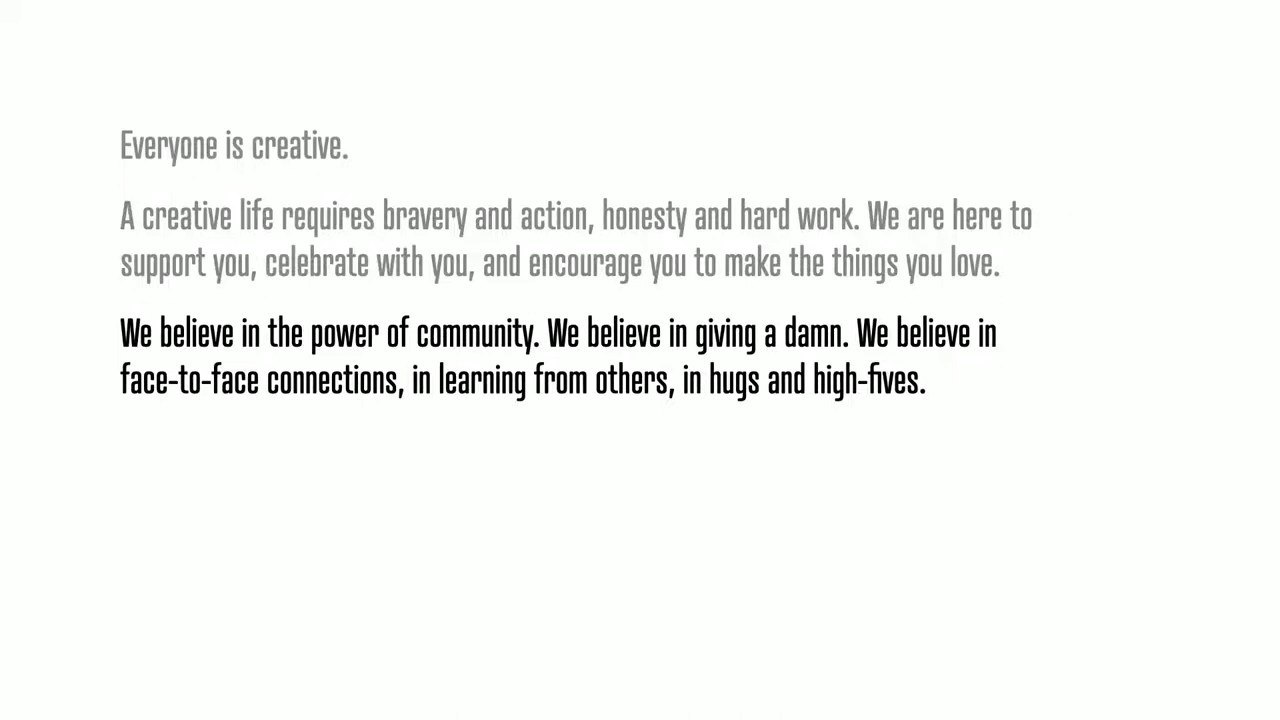 Everyone is creative.
A creative life requires bravery and action, honesty and hard work. We are here to
support you, celebrate with you, and encourage you to make the things you love.
We believe in the power of community. We believe in giving a damn. We believe in
face-to-face connections, in learning from others, in hugs and high-fives.